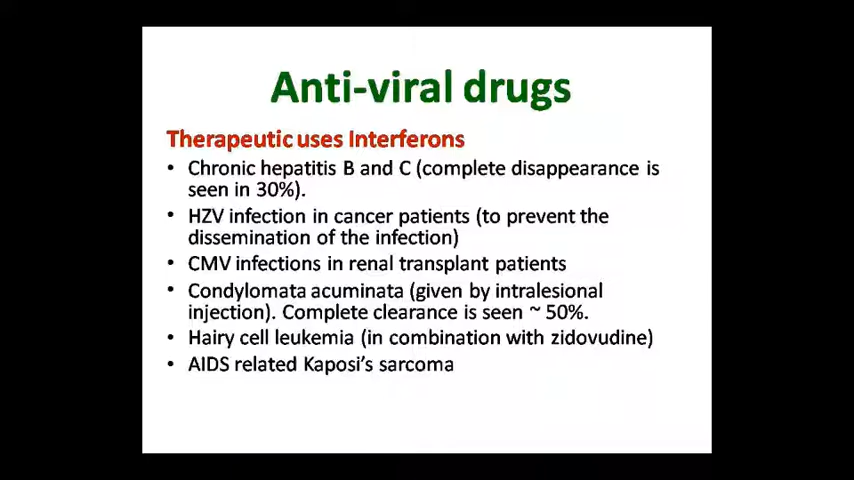 Anti-viral drugs
Therapeutic uses Interferons
• Chronic hepatitis B and C (complete disappearance is
seen in 30%).
• HZV infection in cancer patients (to prevent the
dissemination of the infection)
• CMV infections in renal transplant patients
• Condylomata acuminata (given by intralesional
injection). Complete clearance is seen ~ 50%.
• Hairy cell leukemia (in combination with zidovudine)
• AIDS related Kaposi's sarcoma